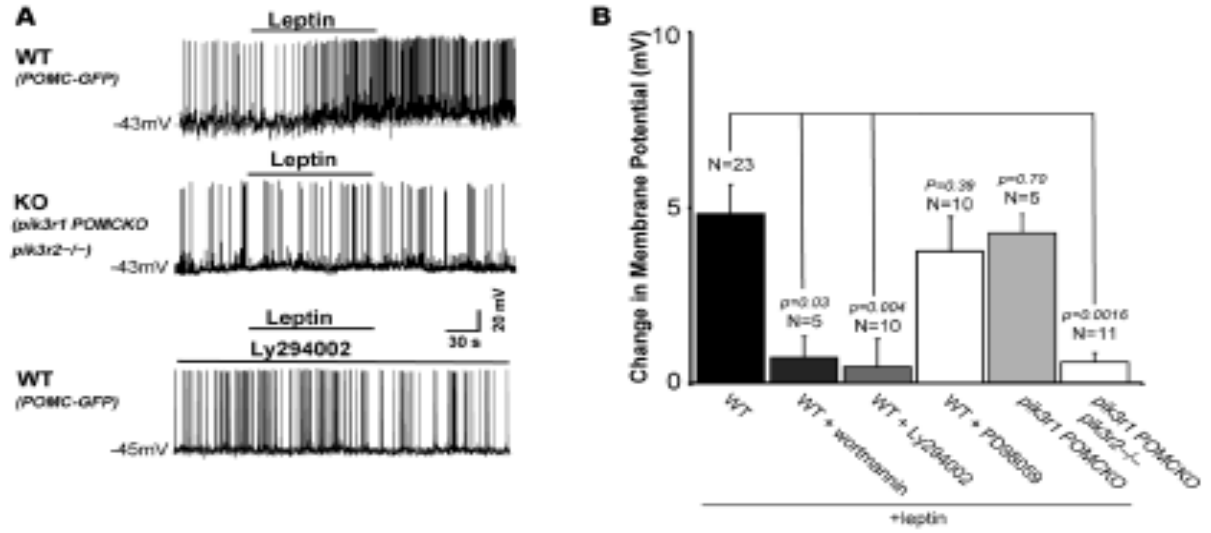 A
Leptin
WT
(POMC-GFP)
-43mV
Leptin
KO
(pik3r1 POMCKO
pik3r2−/−)
-43mV
20 mV
30 s
Leptin
Ly294002
WT
(POMC-GFP)
-45mV
B
Change in Membrane Potential (mV)
10
5
0
N=23
p=0.03
N=5
p=0.004
N=10
P=0.39
N=10
p=0.70
N=5
p=0.0016
N=11
WT
WT + wortmannin
WT + Ly294002
WT + PD98059
pik3r1 POMCKO
pik3r1 POMCKO
pik3r2−/−
+leptin